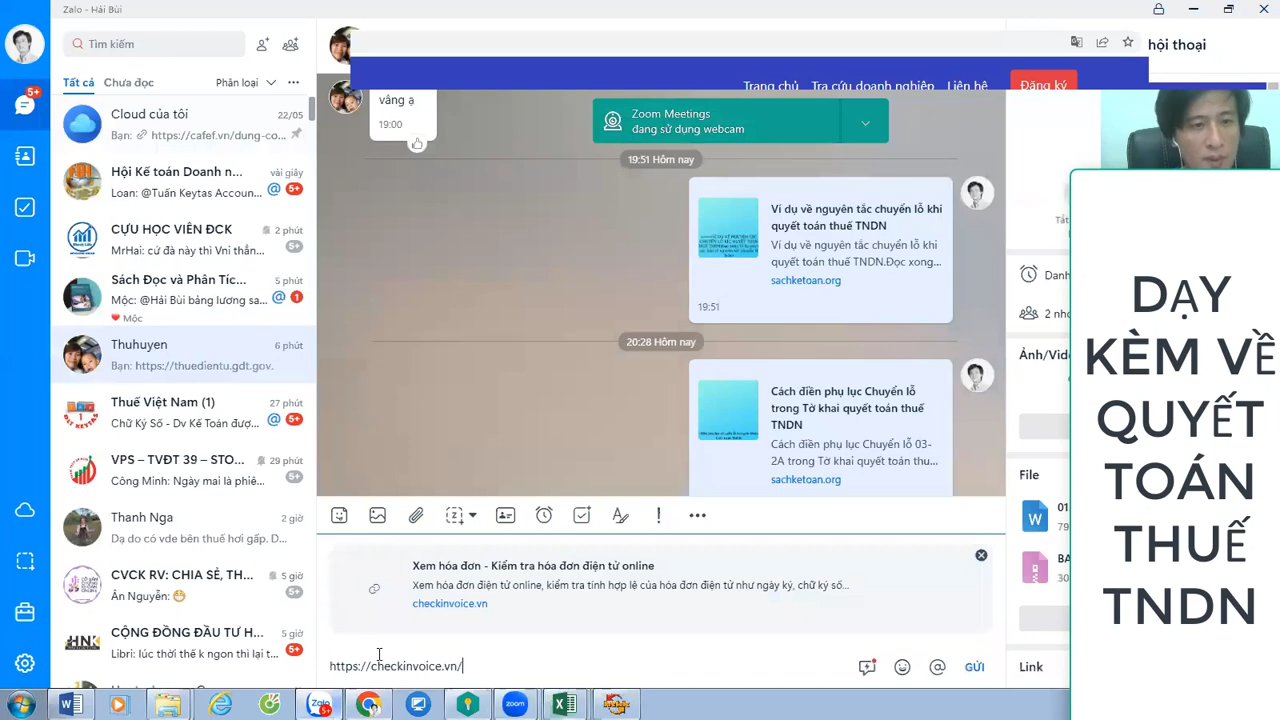 Zalo - Hải Bùi
Tìm kiếm
Tất cả
Chưa đọc
Phân loại
5+
Cloud của tôi
22/05
Bạn: https://cafef.vn/dung-co...
Hội Kế toán Doanh n...
vài giây
Loan: @Tuấn Keytas Accoun...
@ 5+
CỰU HỌC VIÊN ĐCK
2 phút
MrHai: cứ đà này thì Vni thẳn...
5+
Sách Đọc và Phân Tíc...
5 phút
Mộc: @Hải Bùi bảng lương sa...
@ 1
Mộc
Thuhuyen
6 phút
Bạn: https://thuedientu.gdt.gov.
Thuế Việt Nam (1)
27 phút
Chữ Ký Số - Dv Kế Toán đượ...
@ 5+
VPS – TVĐT 39 – STO...
29 phút
Công Minh: Ngày mai là phiê...
5+
Thanh Nga
2 giờ
Dạ do có vde bên thuế hơi gấp. D...
CVCK RV: CHIA SẺ, TH...
5 giờ
Ân Nguyễn:
5+
CỘNG ĐỒNG ĐẦU TƯ H...
5 giờ
Libri: lúc thời thế k ngon thì lại t...
5+
hội thoại
Trang chủ
Tra cứu doanh nghiệp
Liên hệ
Đăng ký
vâng ạ
19:00
Zoom Meetings
đang sử dụng webcam
19:51 Hôm nay
Ví dụ về nguyên tắc chuyển lỗ khi
quyết toán thuế TNDN
Ví dụ về nguyên tắc chuyển lỗ khi
quyết toán thuế TNDN.Đọc xong...
sachketoan.org
19:51
20:28 Hôm nay
Cách điền phụ lục Chuyển lỗ
trong Tờ khai quyết toán thuế
TNDN
Cách điền phụ lục Chuyển lỗ 03-
2A trong Tờ khai quyết toán thu...
sachketoan.org
Xem hóa đơn - Kiểm tra hóa đơn điện tử online
Xem hóa đơn điện tử online, kiểm tra tính hợp lệ của hóa đơn điện tử như ngày ký, chữ ký số...
checkinvoice.vn
https://checkinvoice.vn/
GỬI
Danh
2 nh
Ảnh/Vide
File
01
79
BA
30
Link
DẠY
KÈM VỀ
QUYẾT
TOÁN
THUẾ
TNDN
Zalo
5+
zoom